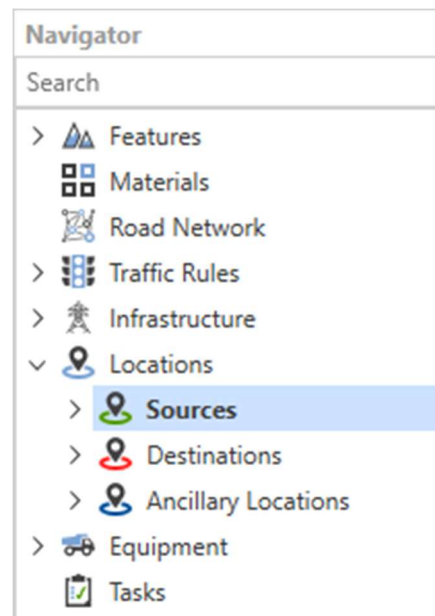 Navigator
Search
Features
Materials
Road Network
Traffic Rules
Infrastructure
Locations
Sources
Destinations
Ancillary Locations
Equipment
Tasks